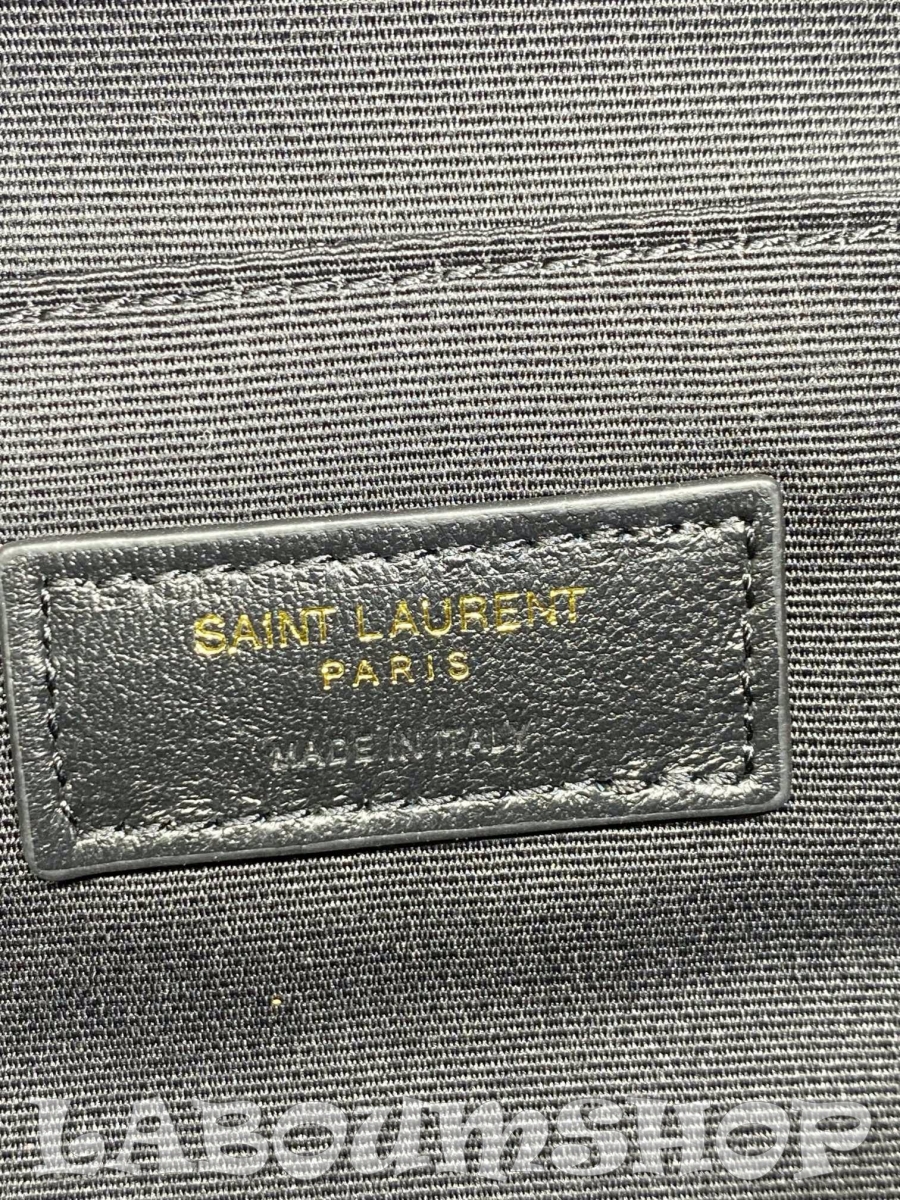 SAINT LAURENT
PARIS
MADE IN ITALY
LABOUMSHOP